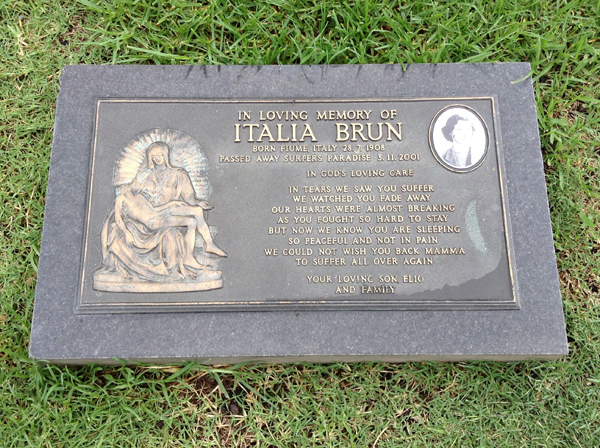 IN LOVING MEMORY OF
ITALIA BRUN
BORN FIUME, ITALY 28.7.1908
PASSED AWAY SURFERS PARADISE 3.11.2001
IN GOD'S LOVING CARE
IN TEARS WE SAW YOU SUFFER
WE WATCHED YOU FADE AWAY
OUR HEARTS WERE ALMOST BREAKING
AS YOU FOUGHT SO HARD TO STAY
BUT NOW WE KNOW YOU ARE SLEEPING
SO PEACEFUL AND NOT IN PAIN
WE COULD NOT WISH YOU BACK MAMMA
TO SUFFER ALL OVER AGAIN
YOUR LOVING SON ELIO
AND FAMILY